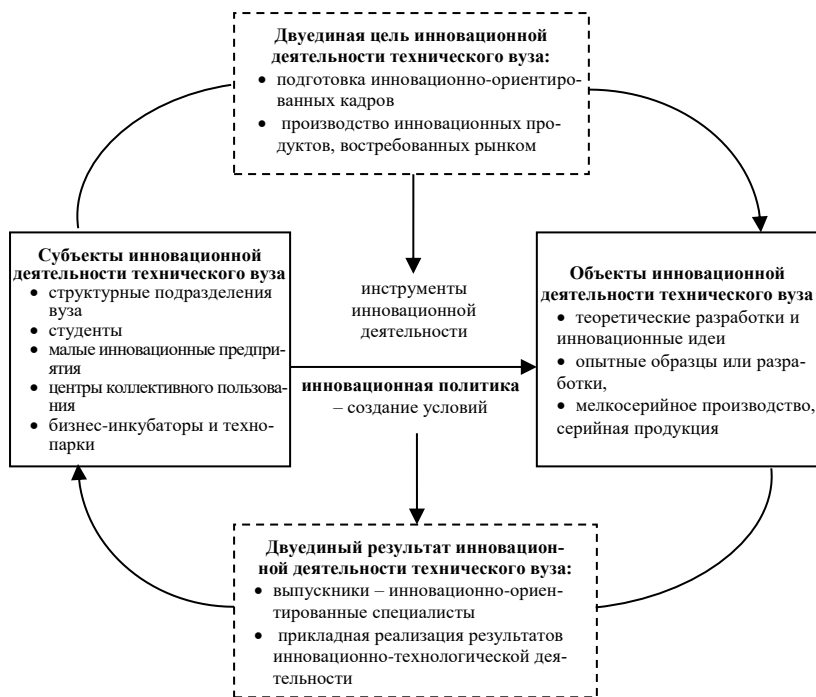 Двуединая цель инновационной
деятельности технического вуза:
• подготовка инновационно-ориентиро-
ванных кадров
• производство инновационных про-
дуктов, востребованных рынком
Субъекты инновационной
деятельности технического вуза
• структурные подразделения
вуза
• студенты
• малые инновационные предпри-
ятия
• центры коллективного пользова-
ния
• бизнес-инкубаторы и техно-
парки
инструменты
инновационной
деятельности
инновационная политика
– создание условий
Объекты инновационной
деятельности технического вуза
• теоретические разработки и
инновационные идеи
• опытные образцы или разра-
ботки,
• мелкосерийное производство,
серийная продукция
Двуединый результат инновацион-
ной деятельности технического вуза:
• выпускники – инновационно-ориен-
тированные специалисты
• прикладная реализация результатов
инновационно-технологической дея-
тельности